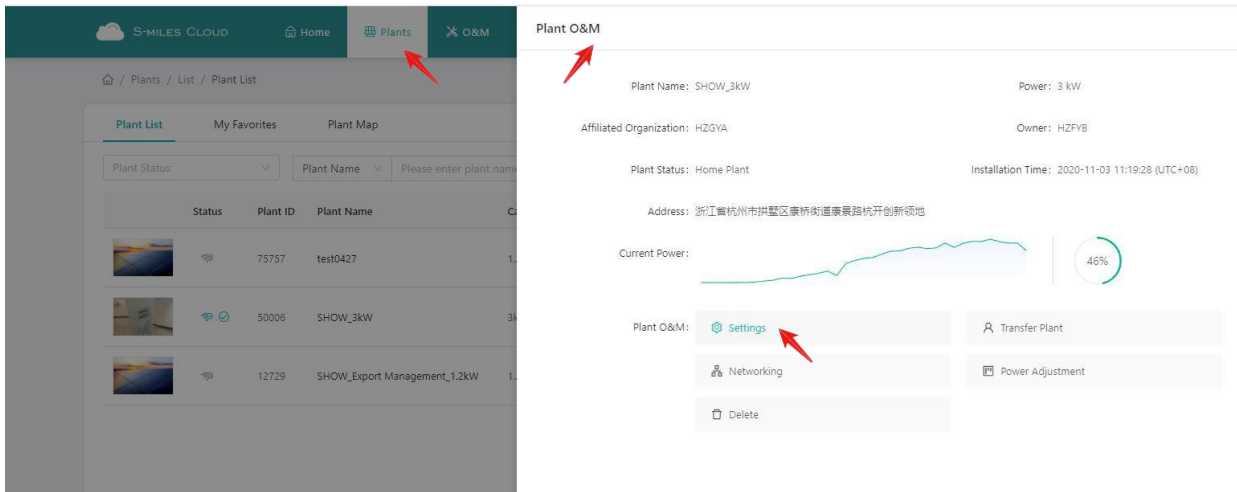 S-MILES CLOUD
Home
Plants
O&M
/ Plants / List / Plant List
Plant List
My Favorites
Plant Map
Plant Status
Plant Name
Please enter plant name
Status
Plant ID
Plant Name
75757
test0427
50006
SHOW_3kW
12729
SHOW_Export Management_1.2kW
Plant O&M
Plant Name: SHOW_3kW
Power: 3 kW
Affiliated Organization: HZGYA
Owner: HZFYB
Plant Status: Home Plant
Installation Time: 2020-11-03 11:19:28 (UTC+08)
Address: 浙江省杭州市拱墅区康桥街道康景路杭开创新领地
Current Power:
46%
Plant O&M:
Settings
Transfer Plant
Networking
Power Adjustment
Delete